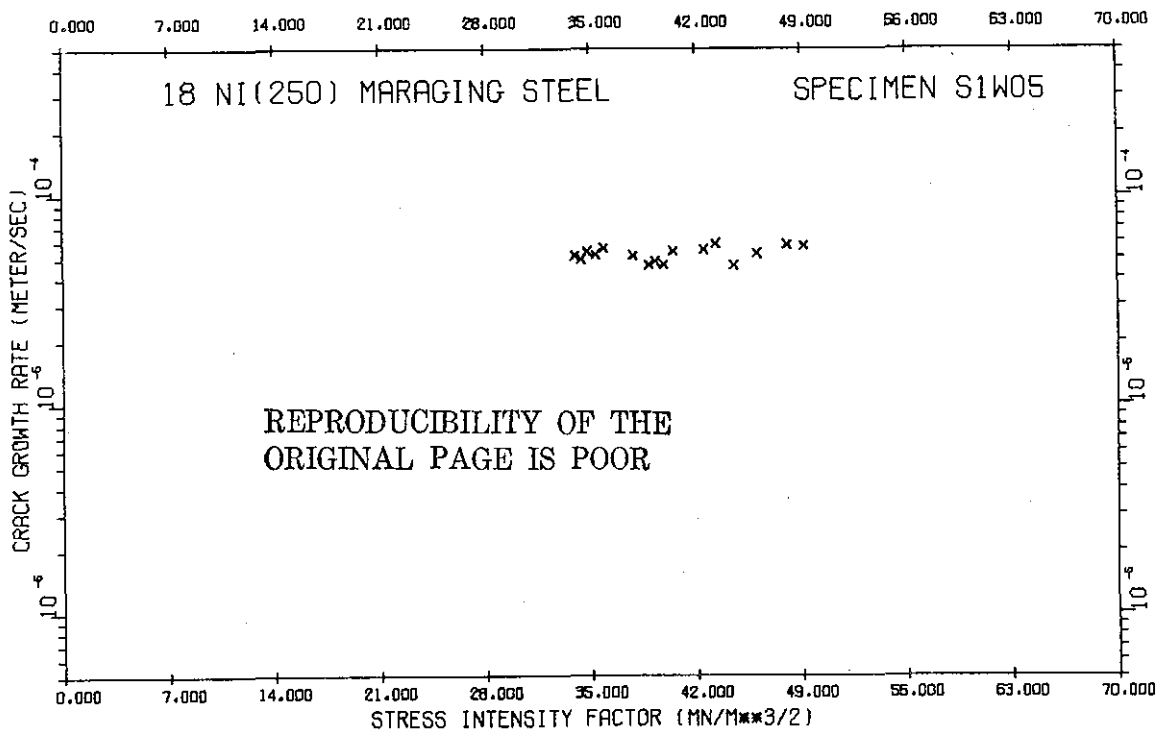 0.000 7.000 14.000 21.000 28.000 35.000 42.000 49.000 56.000 63.000 70.000
18 NI(250) MARAGING STEEL
SPECIMEN S1W05
CRACK GROWTH RATE (METER/SEC)
10^-4
10
10
10^-4
10
10
REPRODUCIBILITY OF THE
ORIGINAL PAGE IS POOR
0.000 7.000 14.000 21.000 28.000 35.000 42.000 49.000 56.000 63.000 70.000
STRESS INTENSITY FACTOR (MN/M**3/2)